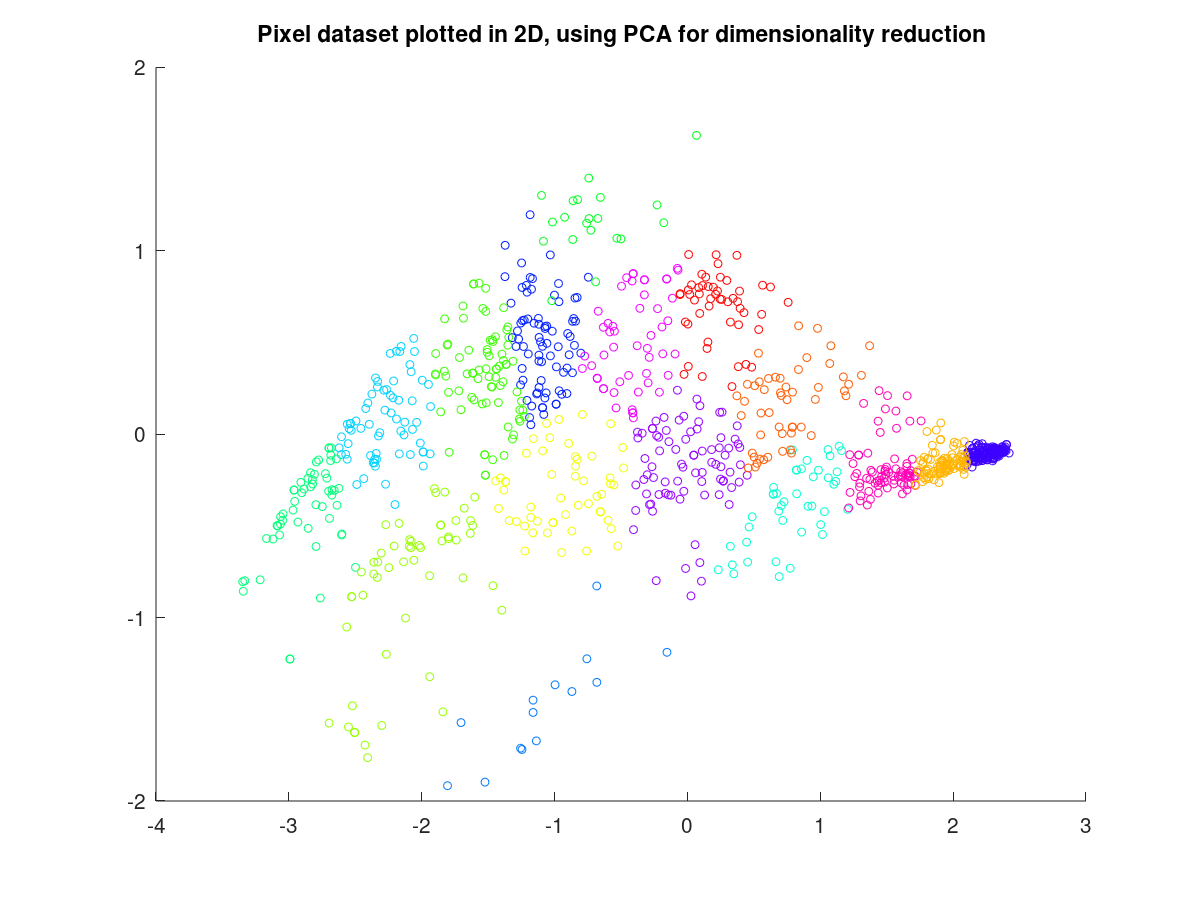 Pixel dataset plotted in 2D, using PCA for dimensionality reduction
2
1
0
-1
-2
-4 -3 -2 -1 0 1 2 3